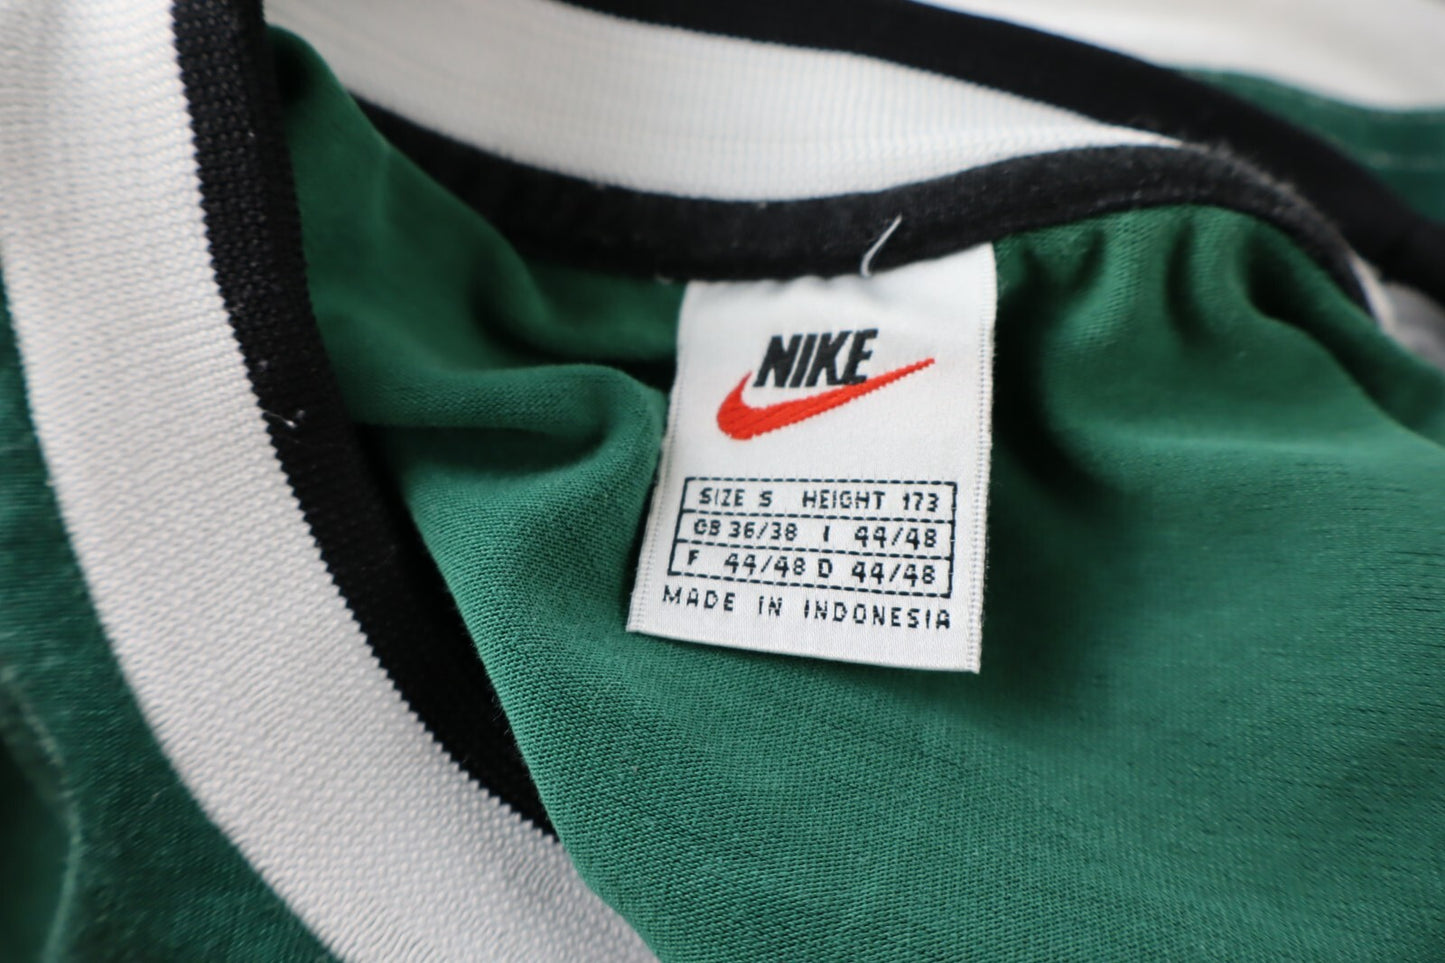 NIKE
SIZE S HEIGHT 173
GB 36/38 I 44/48
F 44/48 D 44/48
MADE IN INDONESIA